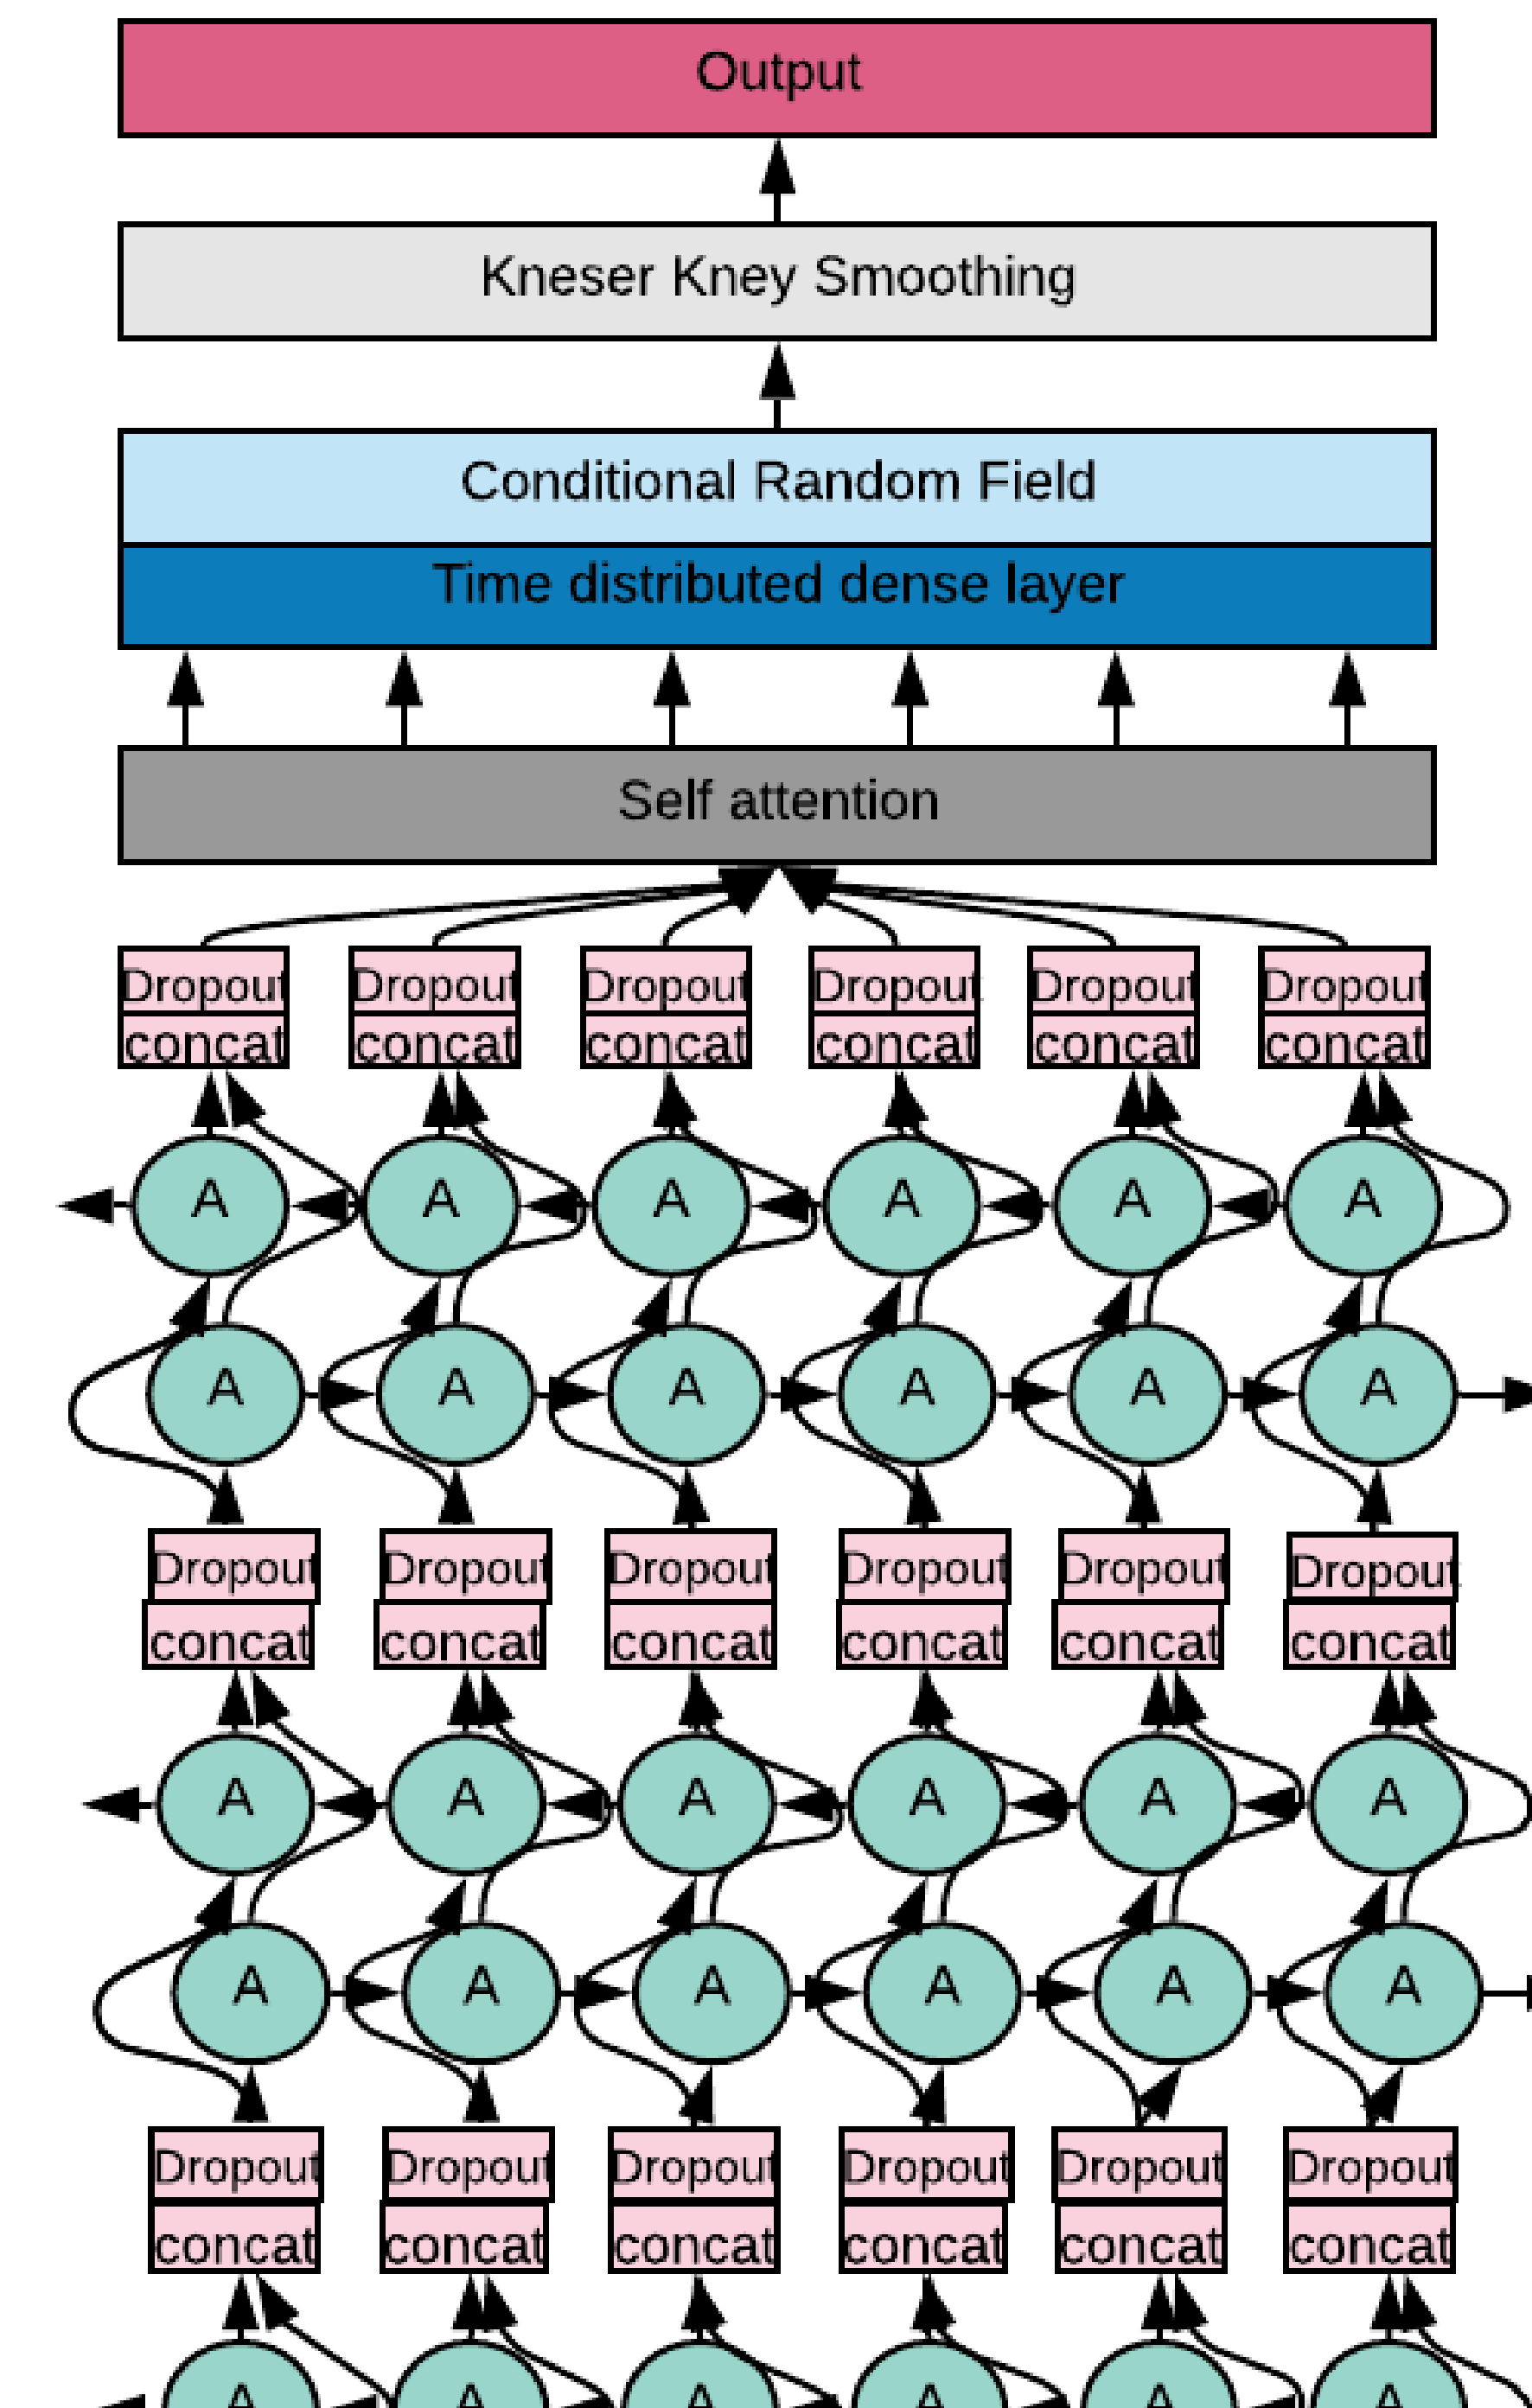 Output
Kneser Kney Smoothing
Conditional Random Field
Time distributed dense layer
Self attention
Dropout Dropout Dropout Dropout Dropout Dropout
concat concat concat concat concat concat
A A A A A A
A A A A A A
Dropout Dropout Dropout Dropout Dropout Dropout
concat concat concat concat concat concat
A A A A A A
A A A A A A
Dropout Dropout Dropout Dropout Dropout Dropout
concat concat concat concat concat concat
A A A A A A